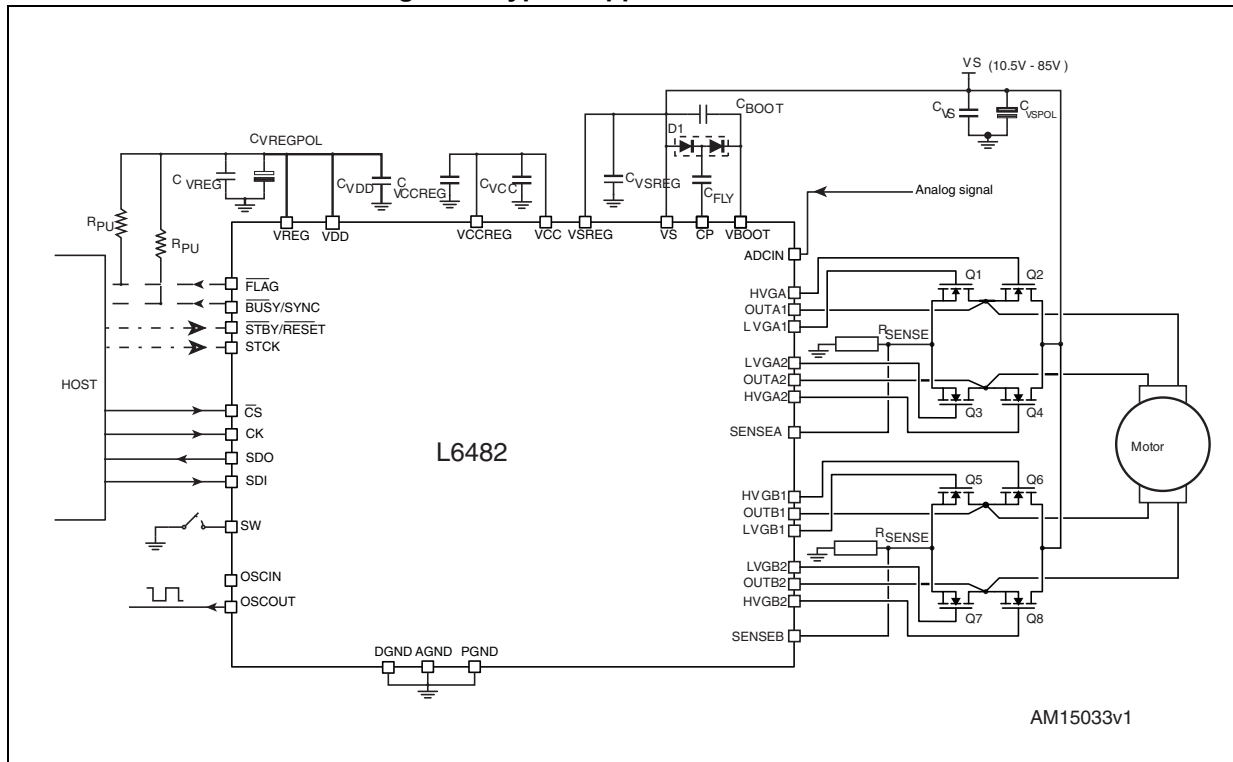 VS (10.5V - 85V )
CVS
CVSPOL
CBOOT
D1
CVREGPOL
CVREG
CVDD
CVCCREG
CVCC
CVSREG
CFLY
Analog signal
RPU
RPU
VREG
VDD
VCCREG
VCC
VSREG
VS
CP
VBOOT
ADCIN
HOST
FLAG
BUSY/SYNC
STBY/RESET
STCK
CS
CK
SDO
SDI
SW
OSCIN
OSCOUT
L6482
HVGA
OUTA1
LVGA1
LVGA2
OUTA2
HVGA2
SENSEA
HVGB1
OUTB1
LVGB1
LVGB2
OUTB2
HVGB2
SENSEB
RSENSE
RSENSE
Q1
Q2
Q3
Q4
Q5
Q6
Q7
Q8
Motor
DGND AGND PGND
AM15033v1